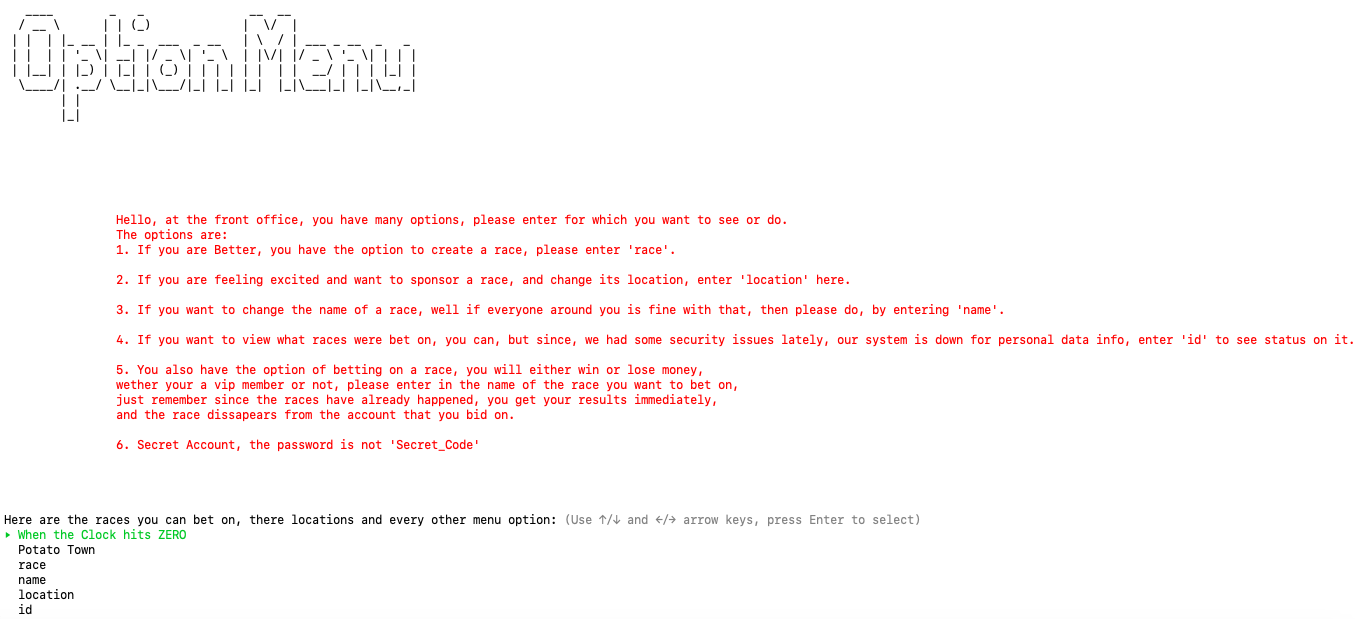 Option Menu
Hello, at the front office, you have many options, please enter for which you want to see or do.
The options are:
1. If you are Better, you have the option to create a race, please enter 'race'.
2. If you are feeling excited and want to sponsor a race, and change its location, enter 'location' here.
3. If you want to change the name of a race, well if everyone around you is fine with that, then please do, by entering 'name'.
4. If you want to view what races were bet on, you can, but since, we had some security issues lately, our system is down for personal data info, enter 'id' to see status on it.
5. You also have the option of betting on a race, you will either win or lose money,
wether your a vip member or not, please enter in the name of the race you want to bet on,
just remember since the races have already happened, you get your results immediately,
and the race dissapears from the account that you bid on.
6. Secret Account, the password is not 'Secret_Code'
Here are the races you can bet on, there locations and every other menu option: (Use ↑/↓ and ←/→ arrow keys, press Enter to select)
‣ When the Clock hits ZERO
Potato Town
race
name
location
id